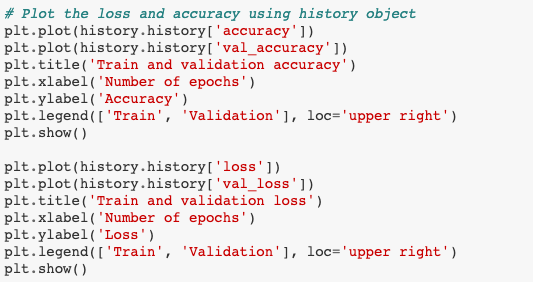 # Plot the loss and accuracy using history object
plt.plot(history.history['accuracy'])
plt.plot(history.history['val_accuracy'])
plt.title('Train and validation accuracy')
plt.xlabel('Number of epochs')
plt.ylabel('Accuracy')
plt.legend(['Train', 'Validation'], loc='upper right')
plt.show()
plt.plot(history.history['loss'])
plt.plot(history.history['val_loss'])
plt.title('Train and validation loss')
plt.xlabel('Number of epochs')
plt.ylabel('Loss')
plt.legend(['Train', 'Validation'], loc='upper right')
plt.show()